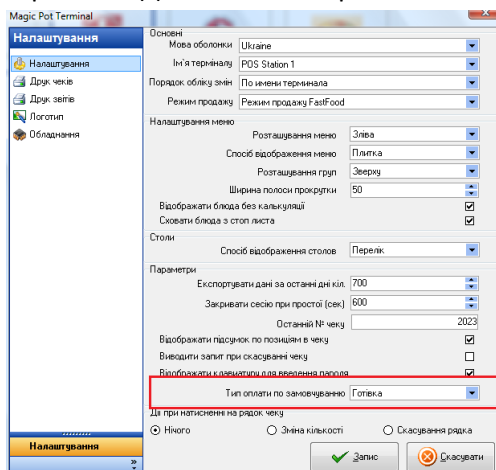 Magic Pot Terminal
Налаштування
Налаштування
Друк чеків
Друк звітів
Логотип
Обладнання
Налаштування
Основні
Мова оболонки Ukraine
Ім'я терміналу POS Station 1
Порядок обліку змін По имени терминала
Режим продажу Режим продажу FastFood
Налаштування меню
Розташування меню Зліва
Спосіб відображення меню Плитка
Розташування груп Зверху
Ширина полоси прокрутки 50
Відображати блюда без калькуляції
Сховати блюда з стоп листа
Столи
Спосіб відображення столов Перелік
Параметри
Експортувати дані за останні дні кіл. 700
Закривати сесію при простої (сек) 600
Останній № чеку 2023
Відображати підсумок по позиціям в чеку
Виводити запит при скасуванні чеку
Відображати клавиатуру для введення пароля
Тип оплати по замовчуванню Готівка
Дії при натисненні на рядок чеку
Нічого Зміна кількості Скасування рядка
Запис Скасувати